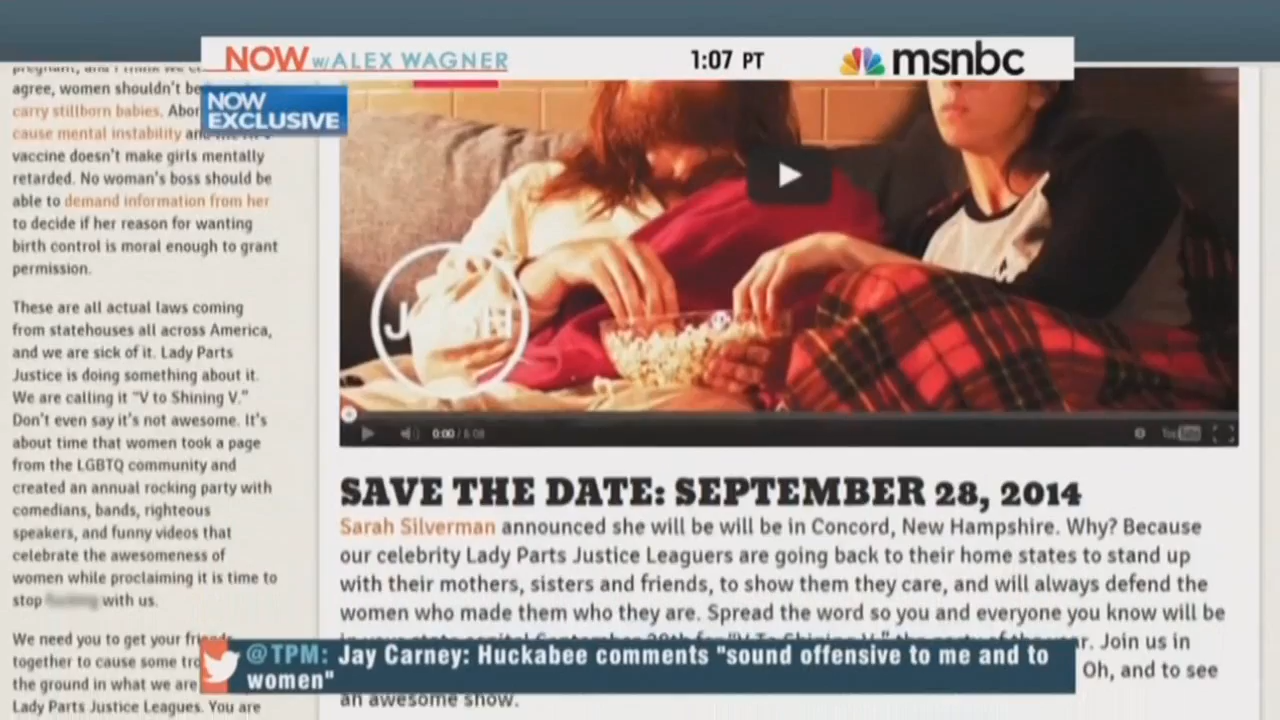 NOW w/ALEX WAGNER
1:07 PT
msnbc
NOW
EXCLUSIVE
agree, women shouldn't be
carry stillborn babies. Abor
cause mental instability and
vaccine doesn't make girls mentally
retarded. No woman's boss should be
able to demand information from her
to decide if her reason for wanting
birth control is moral enough to grant
permission.
These are all actual laws coming
from statehouses all across America,
and we are sick of it. Lady Parts
Justice is doing something about it.
We are calling it "V to Shining V."
Don't even say it's not awesome. It's
about time that women took a page
from the LGBTQ community and
created an annual rocking party with
comedians, bands, righteous
speakers, and funny videos that
celebrate the awesomeness of
women while proclaiming it is time to
stop with us.
We need you to get your friends
together to cause some tro
the ground in what we are
Lady Parts Justice Leagues. You are
0:00 / 6:08
YouTube
SAVE THE DATE: SEPTEMBER 28, 2014
Sarah Silverman announced she will be will be in Concord, New Hampshire. Why? Because
our celebrity Lady Parts Justice Leaguers are going back to their home states to stand up
with their mothers, sisters and friends, to show them they care, and will always defend the
women who made them who they are. Spread the word so you and everyone you know will be
r. Join us in
Oh, and to see
an awesome show.
@TPM: Jay Carney: Huckabee comments "sound offensive to me and to
women"